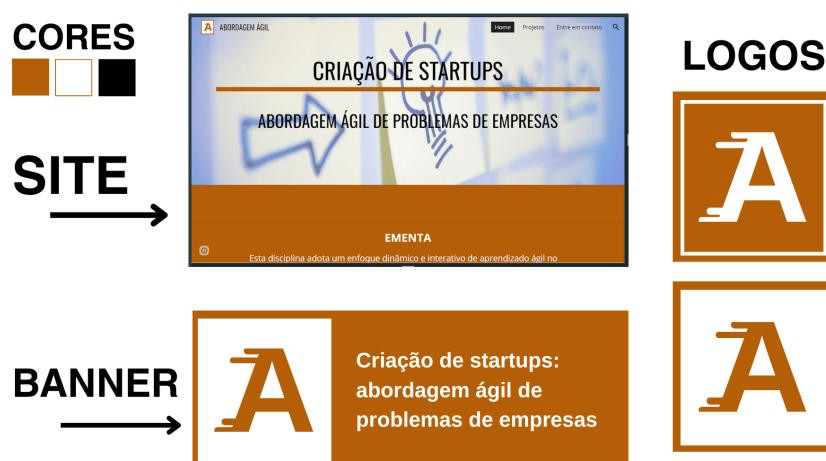 CORES
SITE
A ABORDAGEM ÁGIL
Home Projetos Entre em contato
CRIAÇÃO DE STARTUPS
ABORDAGEM ÁGIL DE PROBLEMAS DE EMPRESAS
EMENTA
Esta disciplina adota um enfoque dinâmico e interativo de aprendizado ágil no
LOGOS
A
A
BANNER
A
Criação de startups:
abordagem ágil de
problemas de empresas